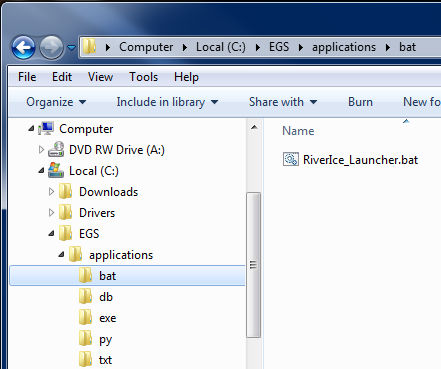 Computer Local (C:) EGS applications bat
File Edit View Tools Help
Organize Include in library Share with Burn New fo
Computer
DVD RW Drive (A:)
Local (C:)
Downloads
Drivers
EGS
applications
bat
db
exe
py
txt
Name
RiverIce_Launcher.bat